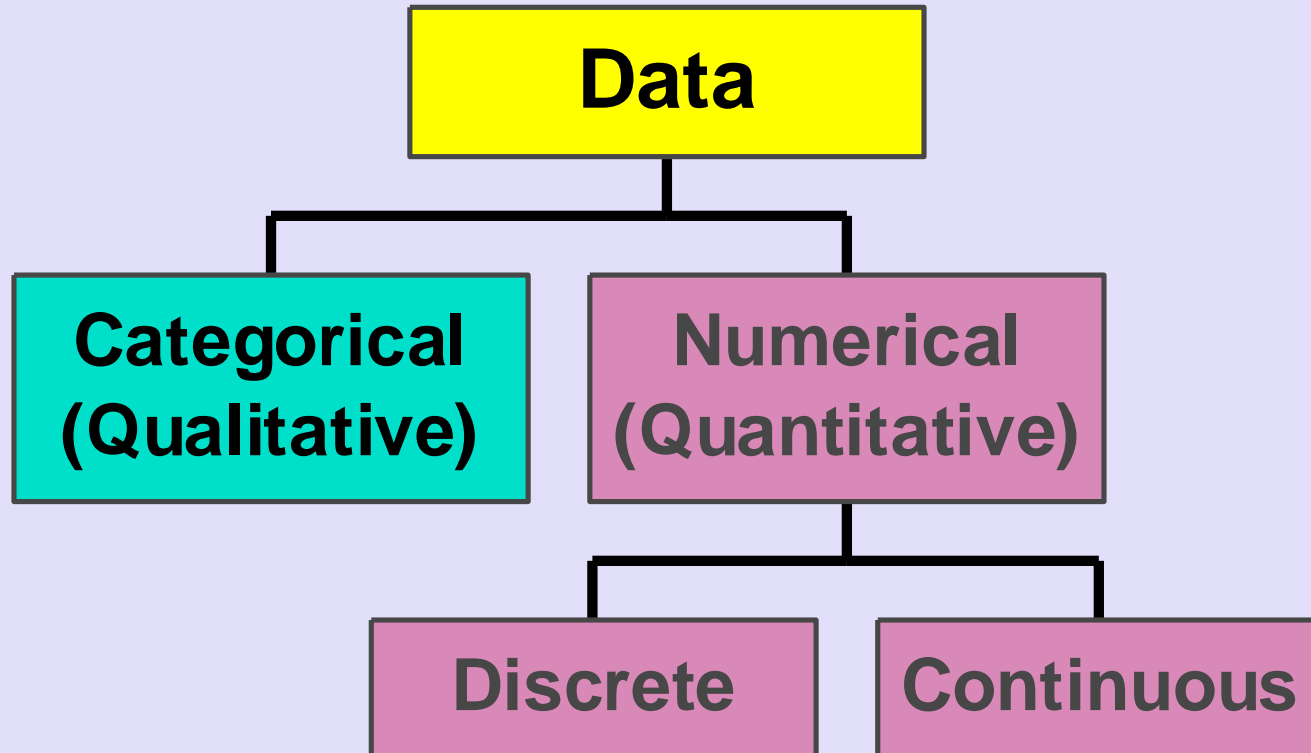 Data
Categorical
(Qualitative)
Numerical
(Quantitative)
Discrete
Continuous